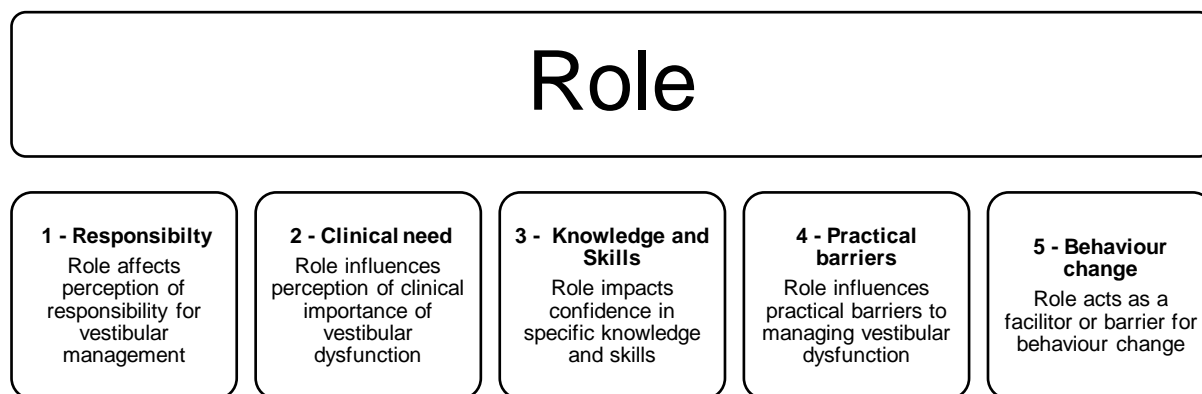 Role
1 - Responsibilty
Role affects
perception of
responsibility for
vestibular
management
2 - Clinical need
Role influences
perception of clinical
importance of
vestibular
dysfunction
3 -  Knowledge and
Skills
Role impacts
confidence in
specific knowledge
and skills
4 - Practical
barriers
Role influences
practical barriers to
managing vestibular
dysfunction
5 - Behaviour
change
Role acts as a
facilitor or barrier for
behaviour change